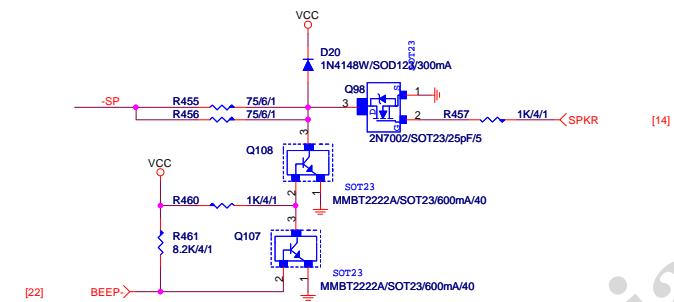 VCC
D20
1N4148W/SOD123/300mA
SOT23
Q98
S
D
G
3
1
2
-SP
R455
75/6/1
R456
75/6/1
R457
1K/4/1
SPKR
[14]
2N7002/SOT23/25pF/5
3
Q108
2
1
SOT23
MMBT2222A/SOT23/600mA/40
VCC
R460
1K/4/1
3
R461
8.2K/4/1
Q107
SOT23
2
1
MMBT2222A/SOT23/600mA/40
[22]
BEEP-